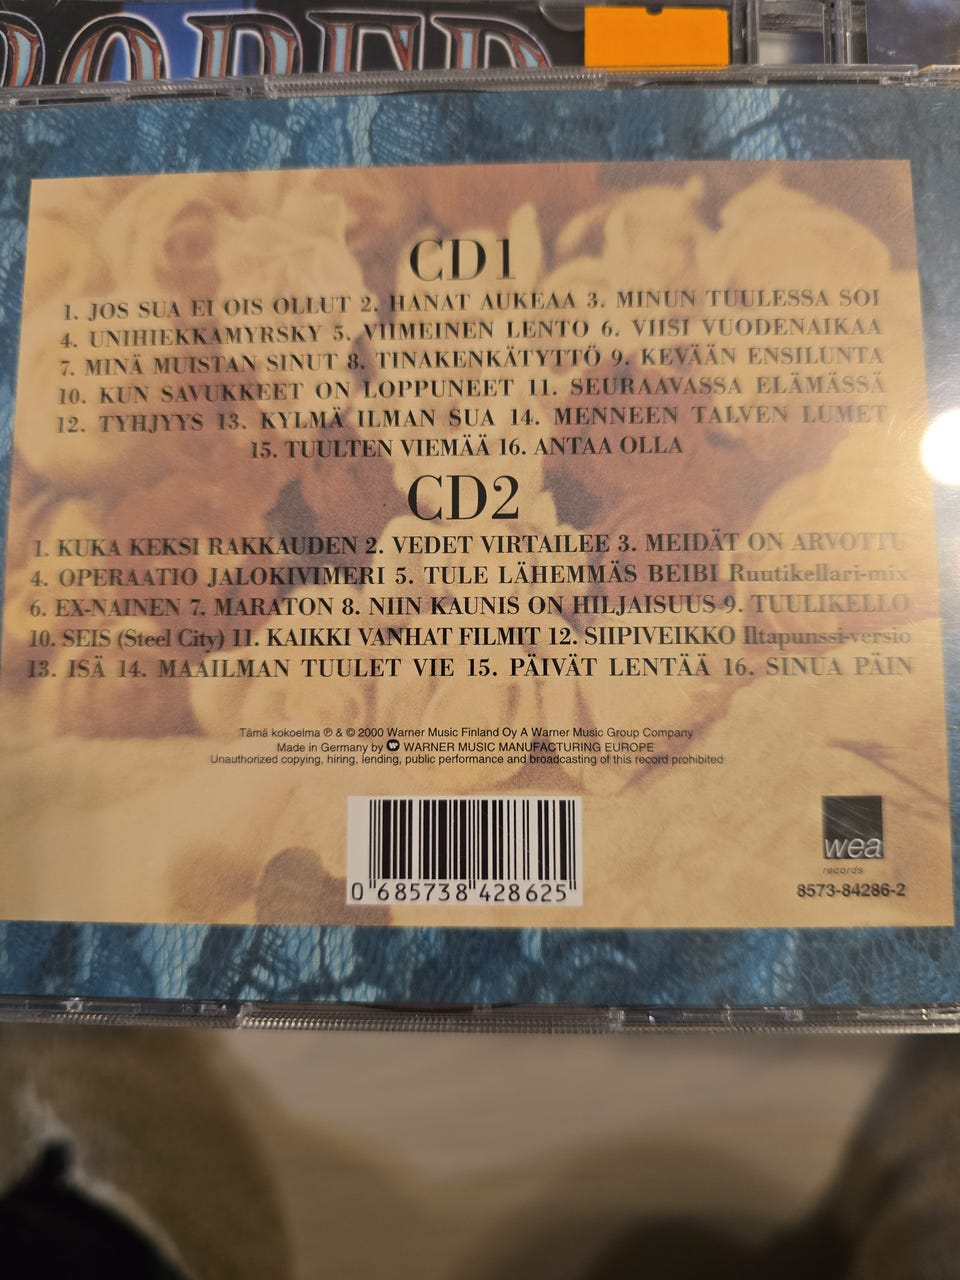 CD1
1. JOS SUA EI OIS OLLUT 2. HANAT AUKEAA 3. MINUN TUULESSA SOI
4. UNIHIEKKAMYRSKY 5. VIIMEINEN LENTO 6. VIISI VUODENAIKAA
7. MINÄ MUISTAN SINUT 8. TINAKENKÄTYTTÖ 9. KEVÄÄN ENSILUNTA
10. KUN SAVUKKEET ON LOPPUNEET 11. SEURAAVASSA ELÄMÄSSÄ
12. TYHJYYS 13. KYLMÄ ILMAN SUA 14. MENNEEN TALVEN LUMET
15. TUULTEN VIEMÄÄ 16. ANTAA OLLA
CD2
1. KUKA KEKSI RAKKAUDEN 2. VEDET VIRTAILEE 3. MEIDÄT ON ARVOTTU
4. OPERAATIO JALOKIVIMERI 5. TULE LÄHEMMÄS BEIBI Ruutikellari-mix
6. EX-NAINEN 7. MARATON 8. NIIN KAUNIS ON HILJAISUUS 9. TUULIKELLO
10. SEIS (Steel City) 11. KAIKKI VANHAT FILMIT 12. SIIPIVEIKKO Iltapunssi-versio
13. ISÄ 14. MAAILMAN TUULET VIE 15. PÄIVÄT LENTÄÄ 16. SINUA PÄIN
Tämä kokoelma ℗ & © 2000 Warner Music Finland Oy A Warner Music Group Company
Made in Germany by WARNER MUSIC MANUFACTURING EUROPE
Unauthorized copying, hiring, lending, public performance and broadcasting of this record prohibited
0 685738 428625
wea
records
8573-84286-2